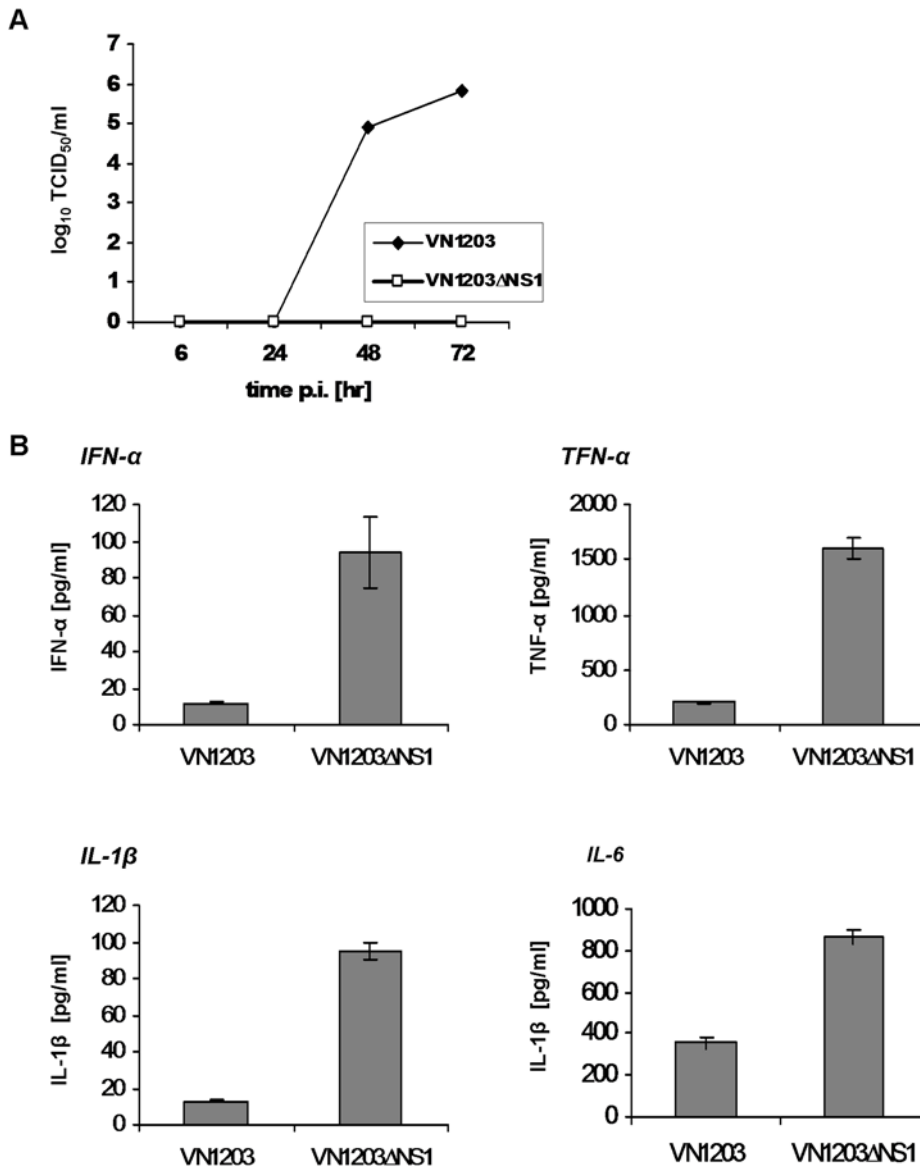 A
7
6
5
4
3
2
1
0
log10 TCID50/ml
VN1203
VN1203ΔNS1
6 24 48 72
time p.i. [hr]
B
IFN-α
120
100
80
60
40
20
0
IFN-α [pg/ml]
VN1203 VN1203ΔNS1
TFN-α
2000
1500
1000
500
0
TNF-α [pg/ml]
VN1203 VN1203ΔNS1
IL-1β
120
100
80
60
40
20
0
IL-1β [pg/ml]
VN1203 VN1203ΔNS1
IL-6
1000
800
600
400
200
0
IL-1β [pg/ml]
VN1203 VN1203ΔNS1